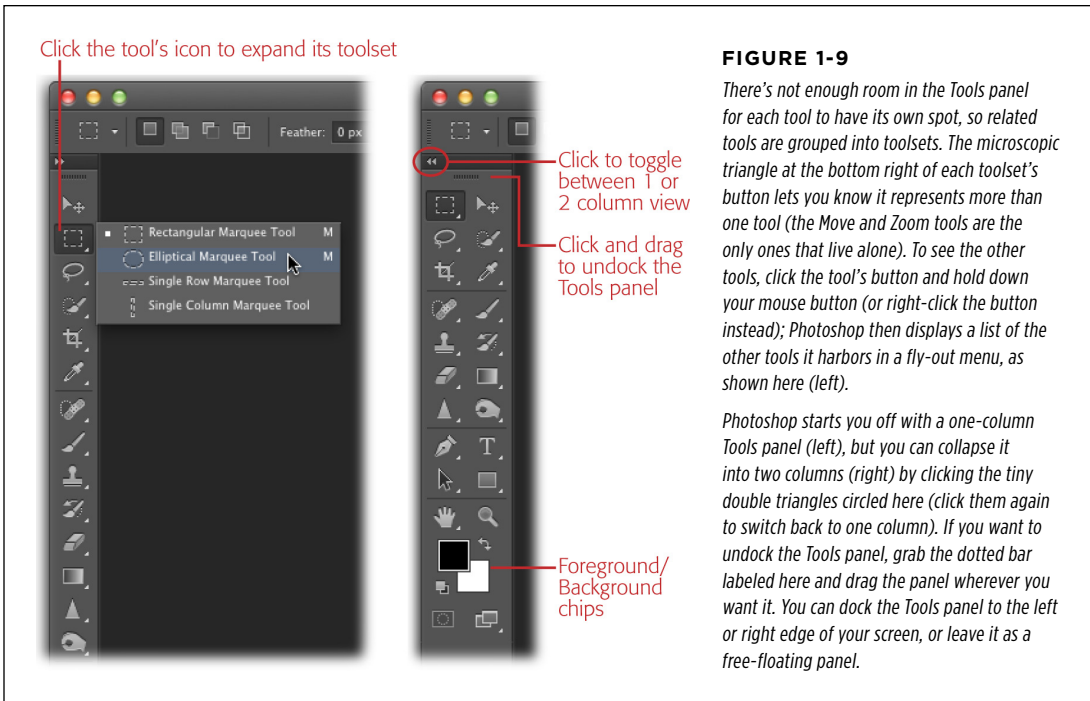 Click the tool's icon to expand its toolset
Feather: 0 px
Rectangular Marquee Tool M
Elliptical Marquee Tool M
Single Row Marquee Tool
Single Column Marquee Tool
Click to toggle
between 1 or
2 column view
Click and drag
to undock the
Tools panel
T
Foreground/
Background
chips
FIGURE 1-9
There's not enough room in the Tools panel
for each tool to have its own spot, so related
tools are grouped into toolsets. The microscopic
triangle at the bottom right of each toolset's
button lets you know it represents more than
one tool (the Move and Zoom tools are the
only ones that live alone). To see the other
tools, click the tool's button and hold down
your mouse button (or right-click the button
instead); Photoshop then displays a list of the
other tools it harbors in a fly-out menu, as
shown here (left).
Photoshop starts you off with a one-column
Tools panel (left), but you can collapse it
into two columns (right) by clicking the tiny
double triangles circled here (click them again
to switch back to one column). If you want to
undock the Tools panel, grab the dotted bar
labeled here and drag the panel wherever you
want it. You can dock the Tools panel to the left
or right edge of your screen, or leave it as a
free-floating panel.